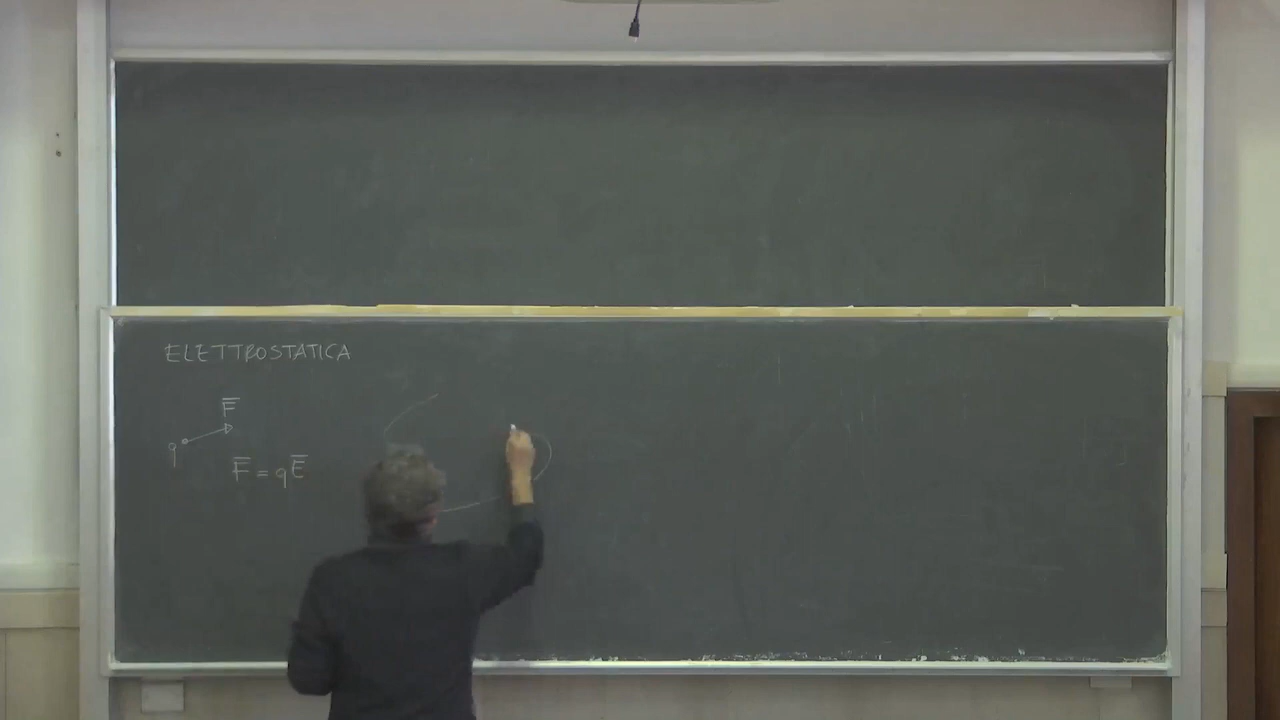 ELETTROSTATICA
F̅
q
F̅ = qE̅